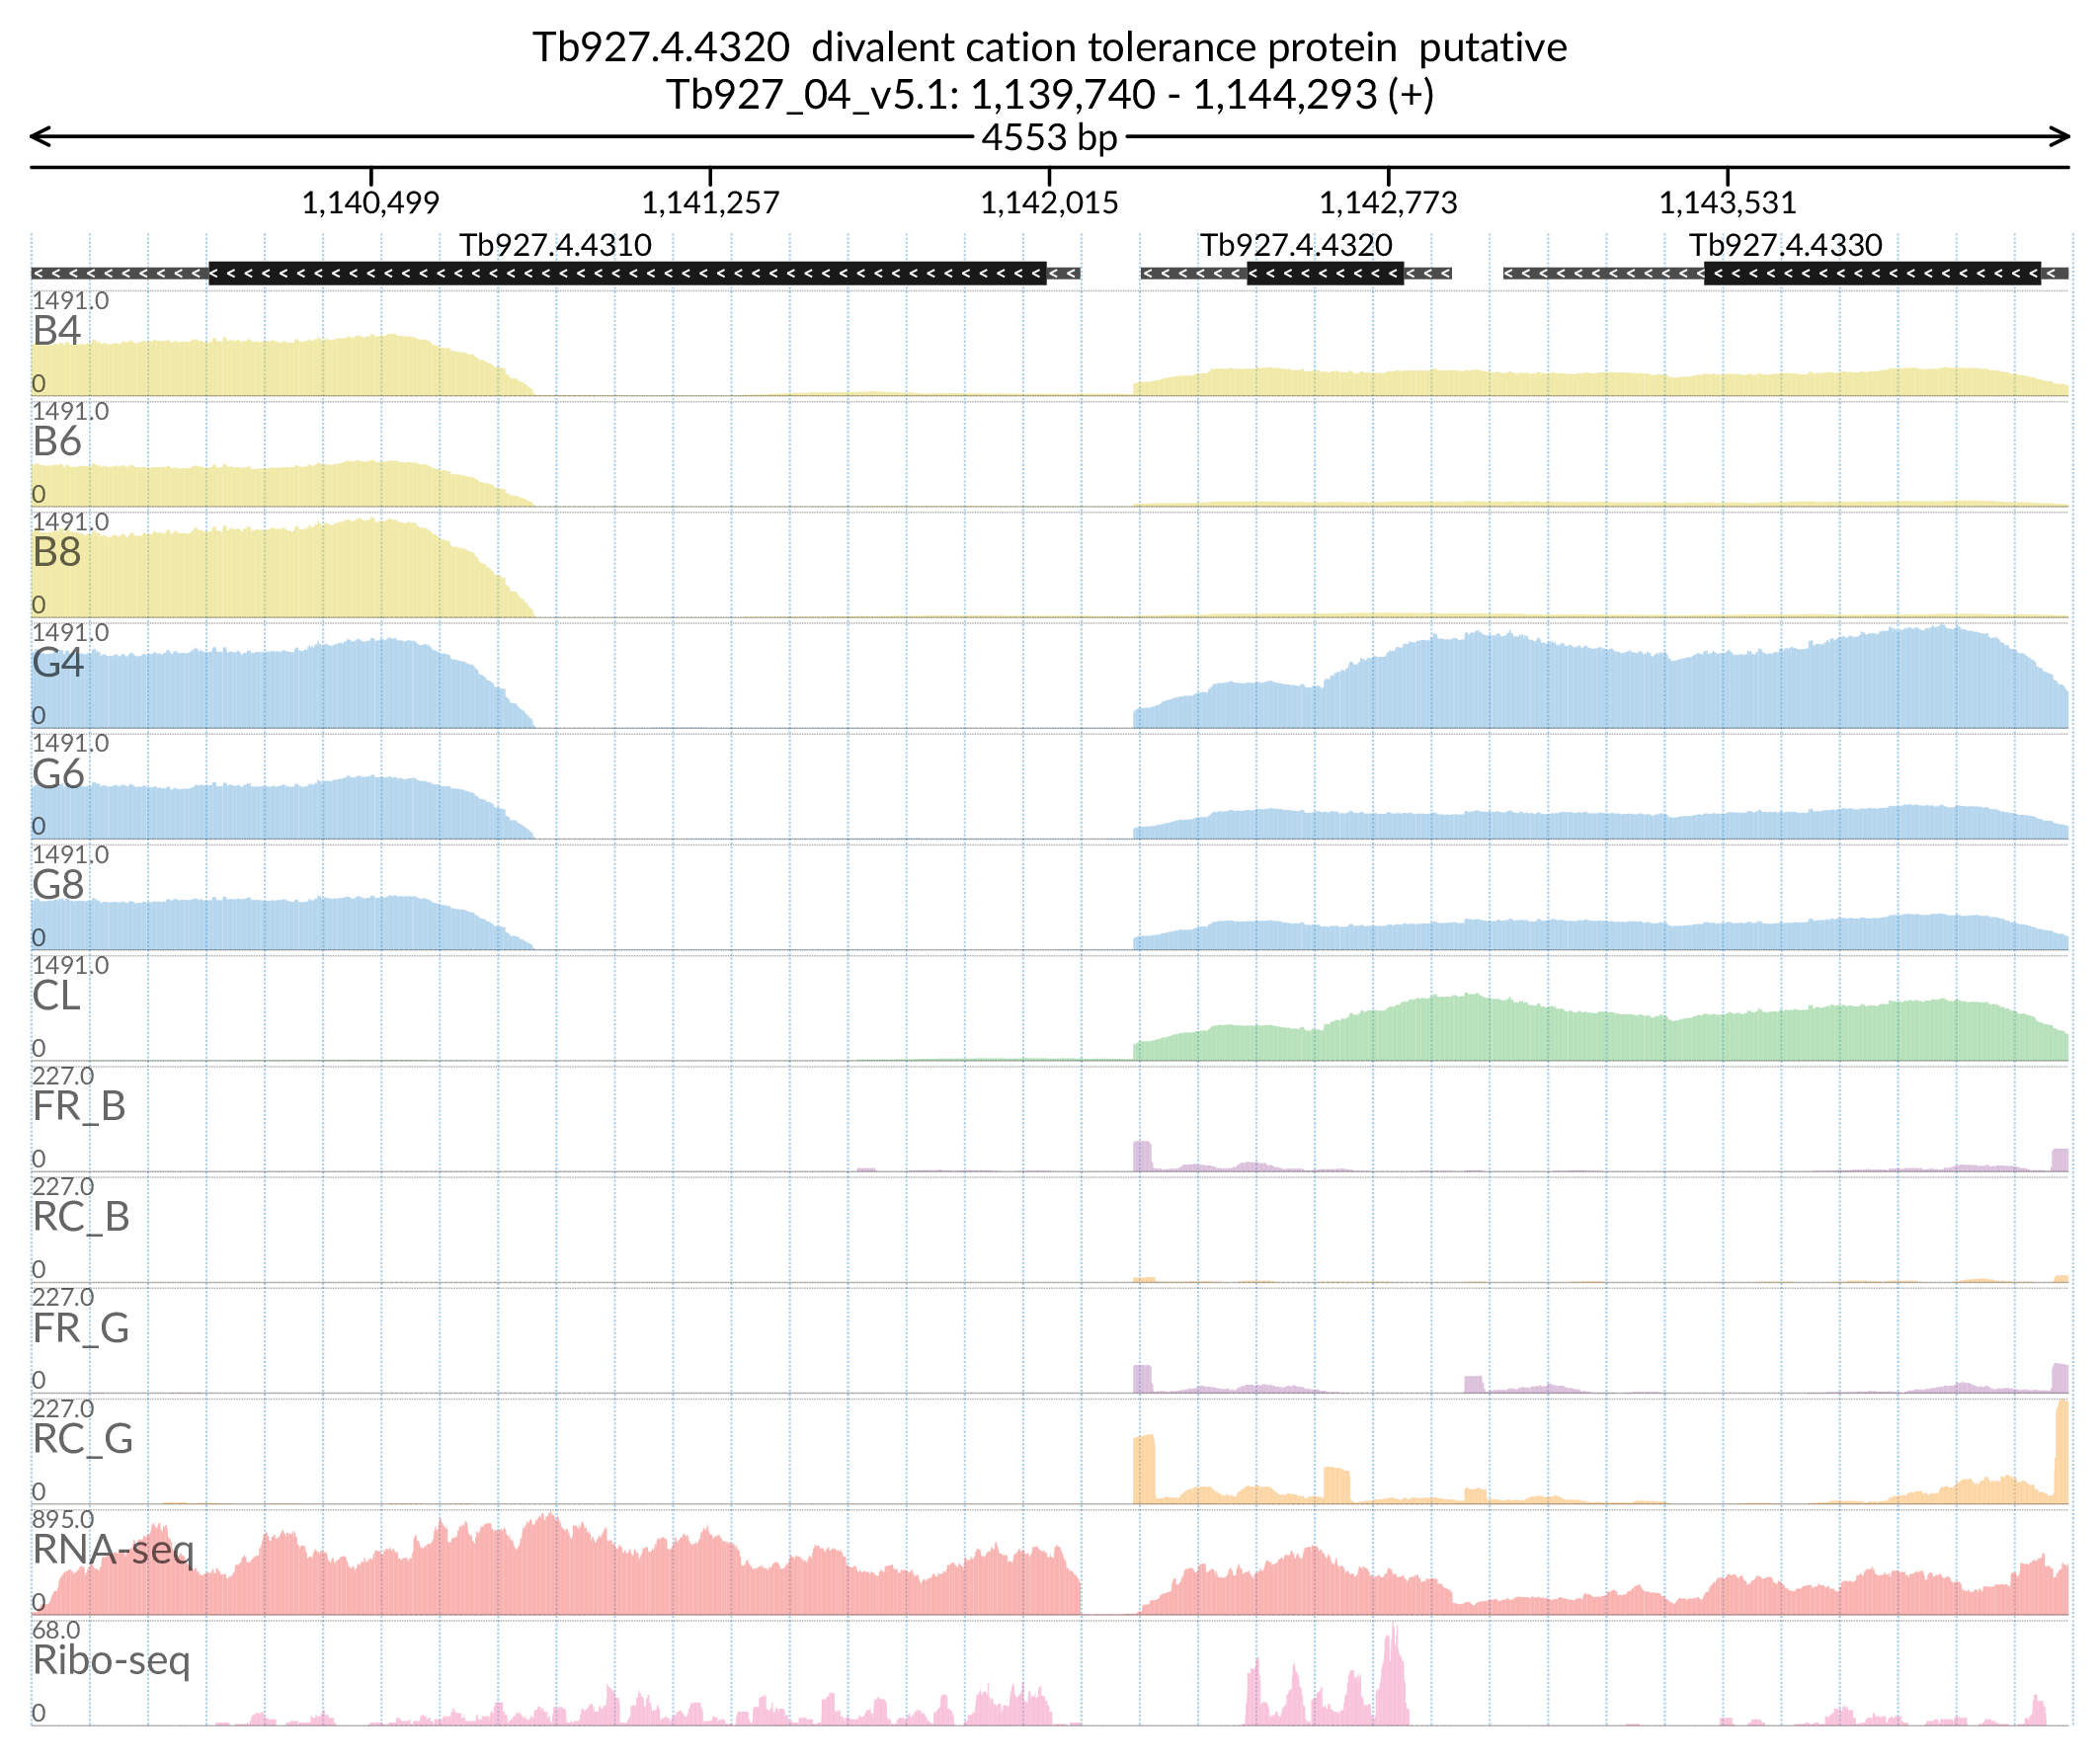 Tb927.4.4320  divalent cation tolerance protein  putative
Tb927_04_v5.1: 1,139,740 - 1,144,293 (+)
4553 bp
1,140,499 1,141,257 1,142,015 1,142,773 1,143,531
Tb927.4.4310 Tb927.4.4320 Tb927.4.4330
1491.0
B4
0
1491.0
B6
0
1491.0
B8
0
1491.0
G4
0
1491.0
G6
0
1491.0
G8
0
1491.0
CL
0
227.0
FR_B
0
227.0
RC_B
0
227.0
FR_G
0
227.0
RC_G
0
895.0
RNA-seq
0
68.0
Ribo-seq
0